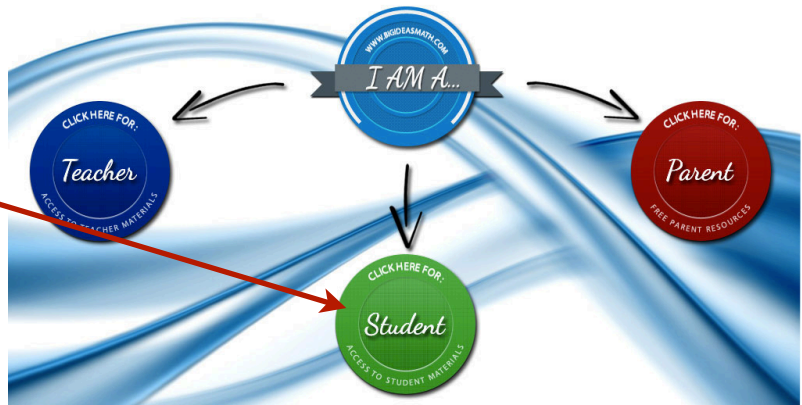 WWW.BIGIDEASMATH.COM
I AM A...
CLICK HERE FOR:
Teacher
ACCESS TO TEACHER MATERIALS
CLICK HERE FOR:
Parent
FREE PARENT RESOURCES
CLICK HERE FOR:
Student
ACCESS TO STUDENT MATERIALS